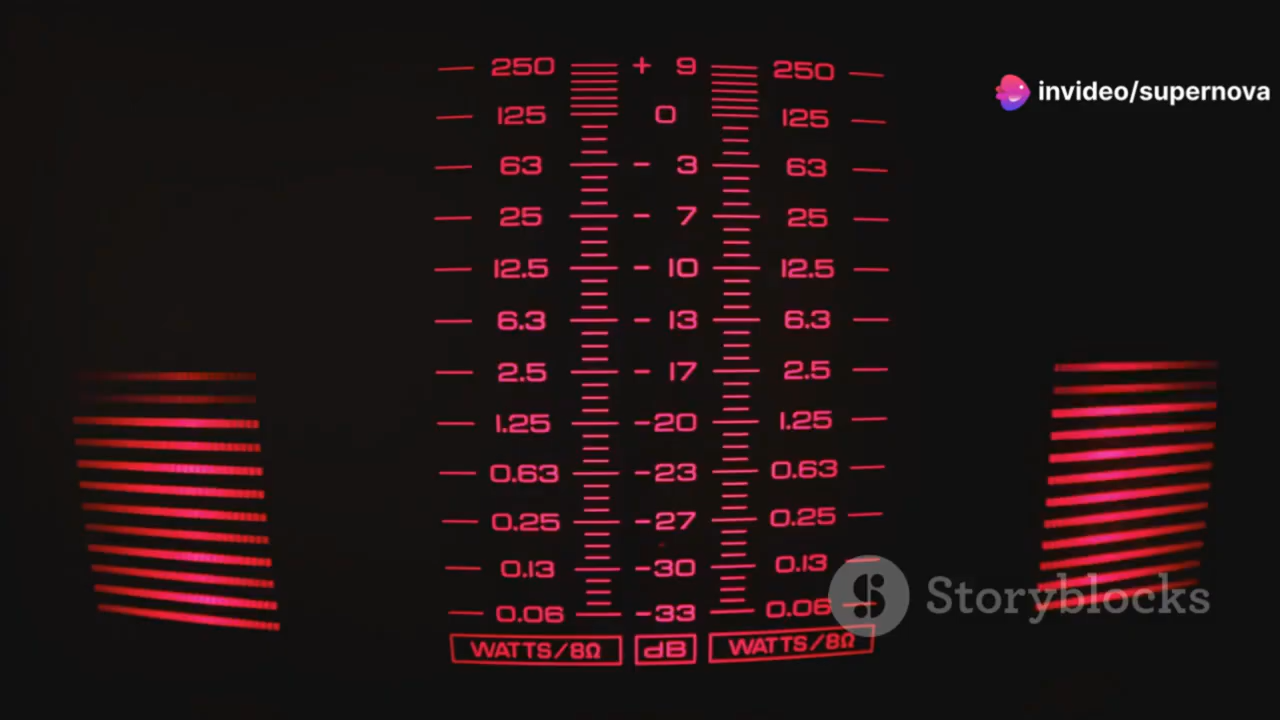 250 + 9 250
invideo/supernova
125 0 125
63 - 3 63
25 - 7 25
12.5 - 10 12.5
6.3 - 13 6.3
2.5 - 17 2.5
1.25 -20 1.25
0.63 -23 0.63
0.25 -27 0.25
0.13 -30 0.13
Storyblocks
0.06 -33 0.06
WATTS/8Ω dB WATTS/8Ω